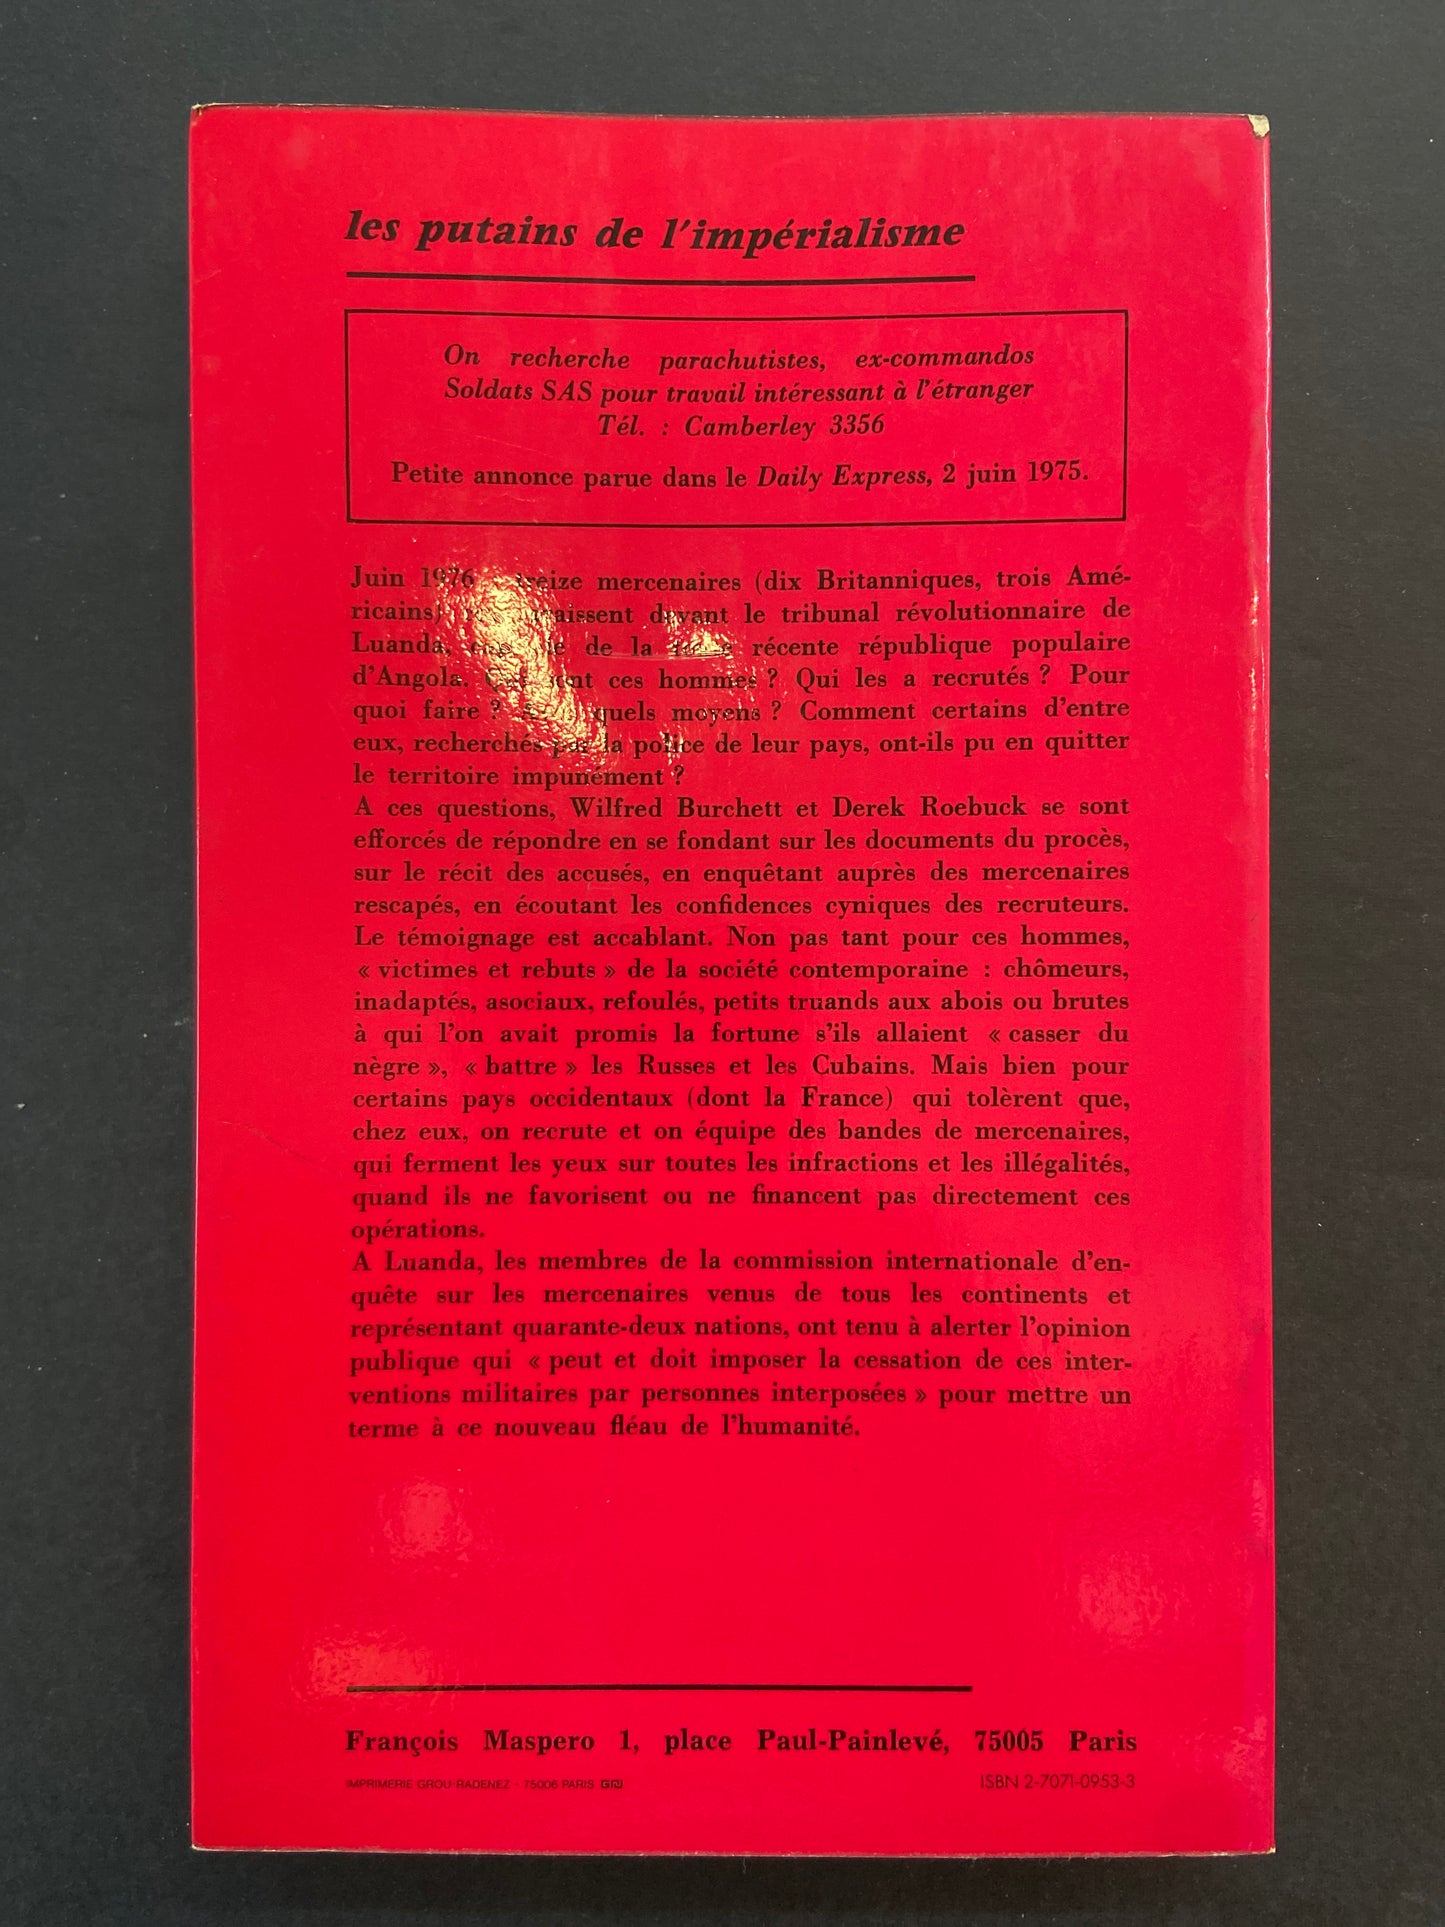 les putains de l'impérialisme
On recherche parachutistes, ex-commandos
Soldats SAS pour travail intéressant à l'étranger
Tél. : Camberley 3356
Petite annonce parue dans le Daily Express, 2 juin 1975.
Juin 1976 treize mercenaires (dix Britanniques, trois Amé-
ricains) devant le tribunal révolutionnaire de
Luanda, de la récente république populaire
d'Angola. sont ces hommes ? Qui les a recrutés ? Pour
quoi faire ? quels moyens ? Comment certains d'entre
eux, recherchés par la police de leur pays, ont-ils pu en quitter
le territoire impunément ?
A ces questions, Wilfred Burchett et Derek Roebuck se sont
efforcés de répondre en se fondant sur les documents du procès,
sur le récit des accusés, en enquêtant auprès des mercenaires
rescapés, en écoutant les confidences cyniques des recruteurs.
Le témoignage est accablant. Non pas tant pour ces hommes,
« victimes et rebuts » de la société contemporaine : chômeurs,
inadaptés, asociaux, refoulés, petits truands aux abois ou brutes
à qui l'on avait promis la fortune s'ils allaient « casser du
nègre », « battre » les Russes et les Cubains. Mais bien pour
certains pays occidentaux (dont la France) qui tolèrent que,
chez eux, on recrute et on équipe des bandes de mercenaires,
qui ferment les yeux sur toutes les infractions et les illégalités,
quand ils ne favorisent ou ne financent pas directement ces
opérations.
A Luanda, les membres de la commission internationale d'en-
quête sur les mercenaires venus de tous les continents et
représentant quarante-deux nations, ont tenu à alerter l'opinion
publique qui « peut et doit imposer la cessation de ces inter-
ventions militaires par personnes interposées » pour mettre un
terme à ce nouveau fléau de l'humanité.
François Maspero 1, place Paul-Painlevé, 75005 Paris
IMPRIMERIE GROU-RADENEZ - 75006 PARIS
ISBN 2-7071-0953-3